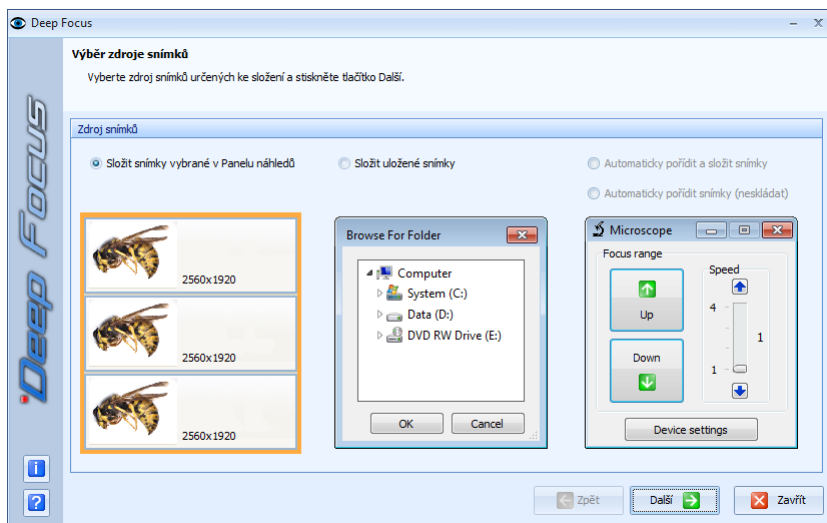 Deep Focus
Výběr zdroje snímků
Vyberte zdroj snímků určených ke složení a stiskněte tlačítko Další.
Deep Focus
Zdroj snímků
Složit snímky vybrané v Panelu náhledů
Složit uložené snímky
Automaticky pořídit a složit snímky
Automaticky pořídit snímky (neskládat)
2560x1920
2560x1920
2560x1920
Browse For Folder
Computer
System (C:)
Data (D:)
DVD RW Drive (E:)
OK Cancel
Microscope
Focus range
Up
Down
Speed
4
1
1
Device settings
Zpět Další Zavřít